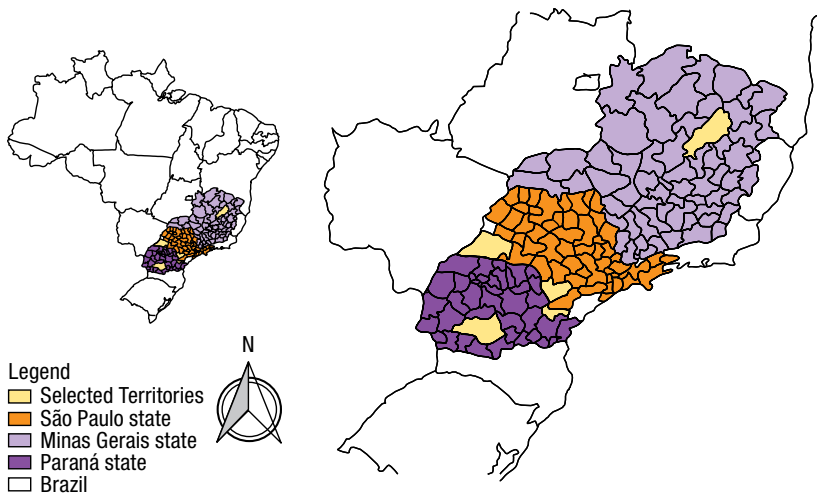 N
Legend
Selected Territories
São Paulo state
Minas Gerais state
Paraná state
Brazil